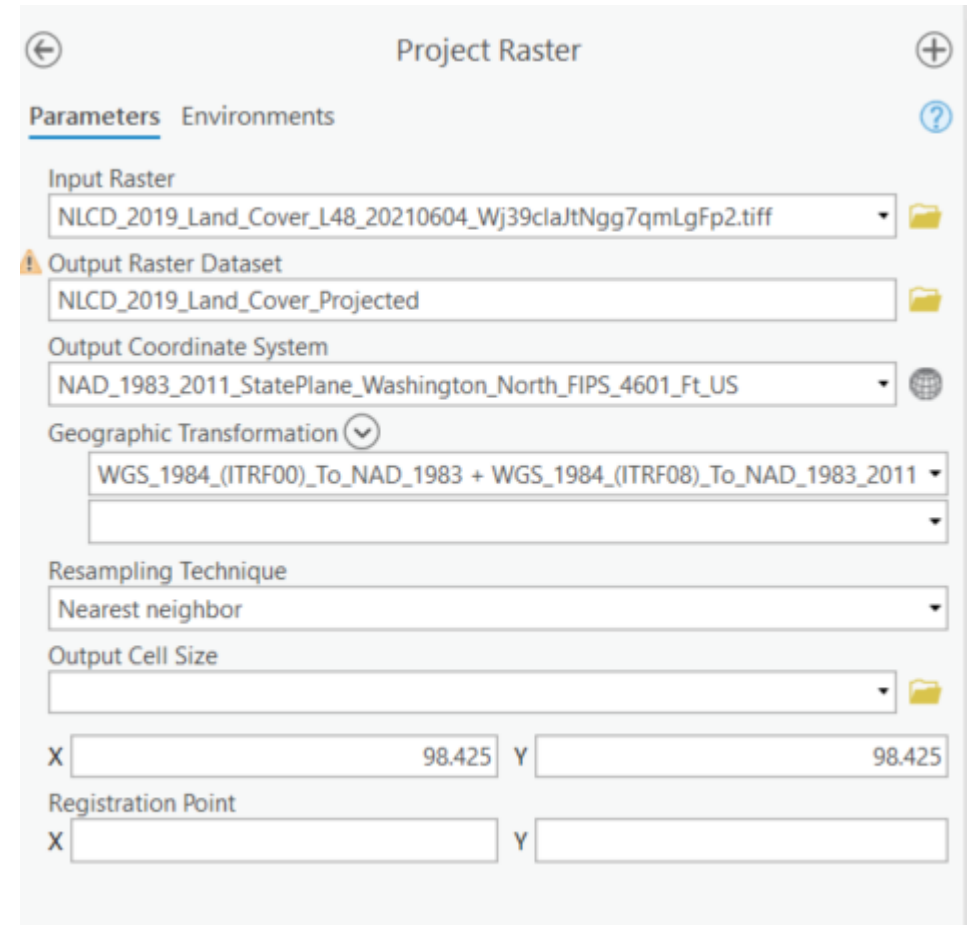 Project Raster
Parameters Environments
Input Raster
NLCD_2019_Land_Cover_L48_20210604_Wj39claJtNgg7qmLgFp2.tiff
Output Raster Dataset
NLCD_2019_Land_Cover_Projected
Output Coordinate System
NAD_1983_2011_StatePlane_Washington_North_FIPS_4601_Ft_US
Geographic Transformation
WGS_1984_(ITRF00)_To_NAD_1983 + WGS_1984_(ITRF08)_To_NAD_1983_2011
Resampling Technique
Nearest neighbor
Output Cell Size
X 98.425 Y 98.425
Registration Point
X Y